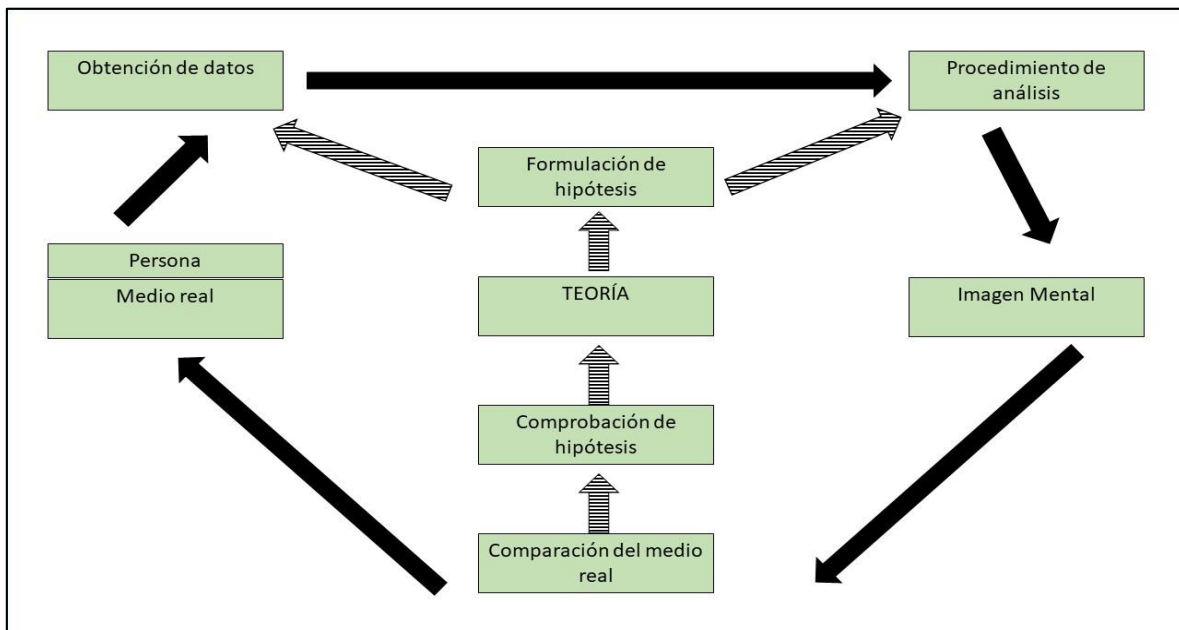 Obtención de datos
Procedimiento de
análisis
Formulación de
hipótesis
Persona
Medio real
TEORÍA
Imagen Mental
Comprobación de
hipótesis
Comparación del medio
real